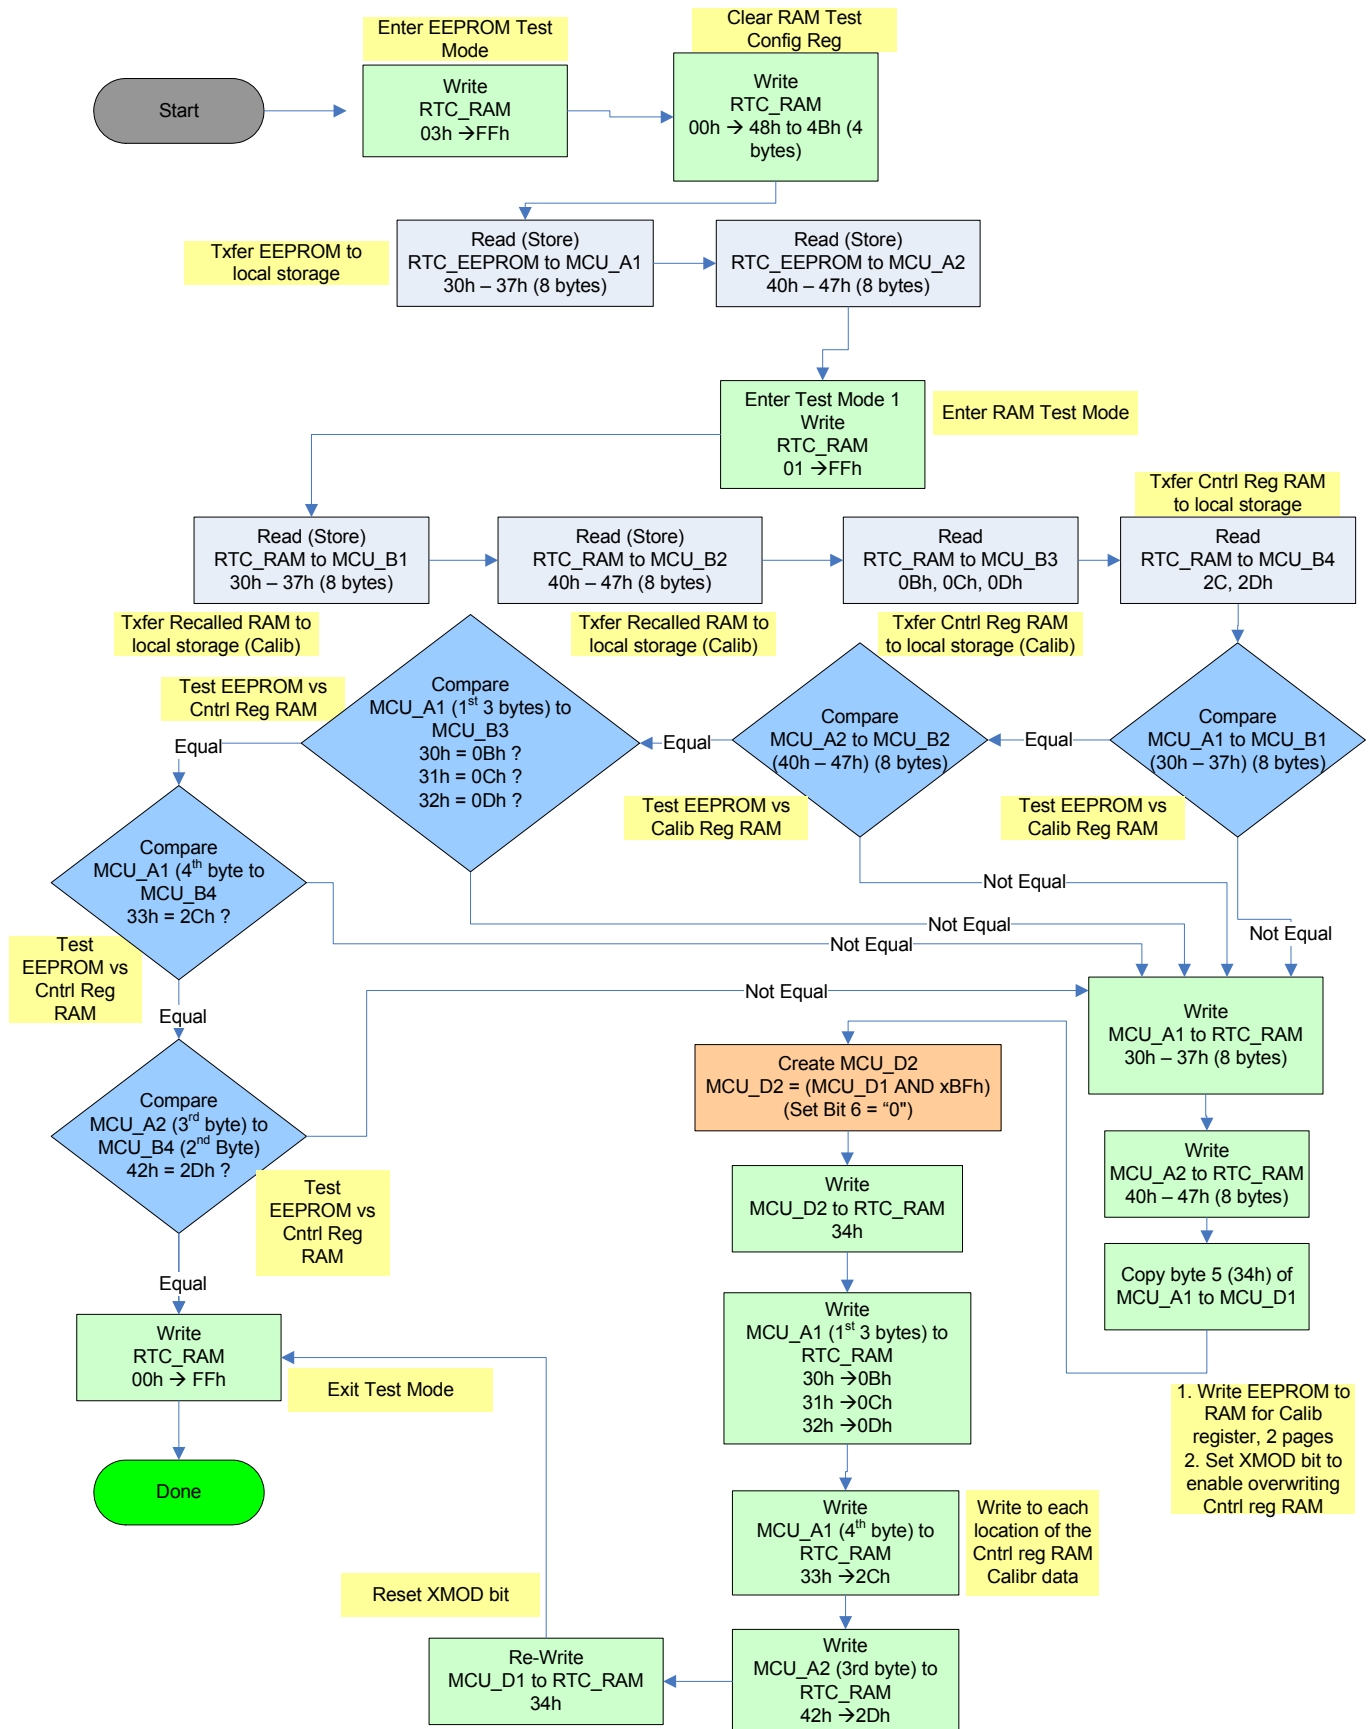 Enter EEPROM Test
Mode
Clear RAM Test
Config Reg
Start
Write
RTC_RAM
03h →FFh
Write
RTC_RAM
00h → 48h to 4Bh (4
bytes)
Txfer EEPROM to
local storage
Read (Store)
RTC_EEPROM to MCU_A1
30h – 37h (8 bytes)
Read (Store)
RTC_EEPROM to MCU_A2
40h – 47h (8 bytes)
Enter Test Mode 1
Write
RTC_RAM
01 →FFh
Enter RAM Test Mode
Txfer Cntrl Reg RAM
to local storage
Read (Store)
RTC_RAM to MCU_B1
30h – 37h (8 bytes)
Read (Store)
RTC_RAM to MCU_B2
40h – 47h (8 bytes)
Read
RTC_RAM to MCU_B3
0Bh, 0Ch, 0Dh
Read
RTC_RAM to MCU_B4
2C, 2Dh
Txfer Recalled RAM to
local storage (Calib)
Txfer Recalled RAM to
local storage (Calib)
Txfer Cntrl Reg RAM
to local storage (Calib)
Test EEPROM vs
Cntrl Reg RAM
Compare
MCU_A1 (1st 3 bytes) to
MCU_B3
30h = 0Bh ?
31h = 0Ch ?
32h = 0Dh ?
Compare
MCU_A2 to MCU_B2
(40h – 47h) (8 bytes)
Compare
MCU_A1 to MCU_B1
(30h – 37h) (8 bytes)
Equal
Equal
Equal
Test EEPROM vs
Calib Reg RAM
Test EEPROM vs
Calib Reg RAM
Compare
MCU_A1 (4th byte to
MCU_B4
33h = 2Ch ?
Not Equal
Not Equal
Not Equal
Not Equal
Test
EEPROM vs
Cntrl Reg
RAM
Equal
Not Equal
Write
MCU_A1 to RTC_RAM
30h – 37h (8 bytes)
Create MCU_D2
MCU_D2 = (MCU_D1 AND xBFh)
(Set Bit 6 = “0")
Compare
MCU_A2 (3rd byte) to
MCU_B4 (2nd Byte)
42h = 2Dh ?
Write
MCU_A2 to RTC_RAM
40h – 47h (8 bytes)
Test
EEPROM vs
Cntrl Reg
RAM
Write
MCU_D2 to RTC_RAM
34h
Equal
Copy byte 5 (34h) of
MCU_A1 to MCU_D1
Write
RTC_RAM
00h → FFh
Write
MCU_A1 (1st 3 bytes) to
RTC_RAM
30h →0Bh
31h →0Ch
32h →0Dh
Exit Test Mode
1. Write EEPROM to
RAM for Calib
register, 2 pages
2. Set XMOD bit to
enable overwriting
Cntrl reg RAM
Done
Write
MCU_A1 (4th byte) to
RTC_RAM
33h →2Ch
Write to each
location of the
Cntrl reg RAM
Calibr data
Reset XMOD bit
Re-Write
MCU_D1 to RTC_RAM
34h
Write
MCU_A2 (3rd byte) to
RTC_RAM
42h →2Dh